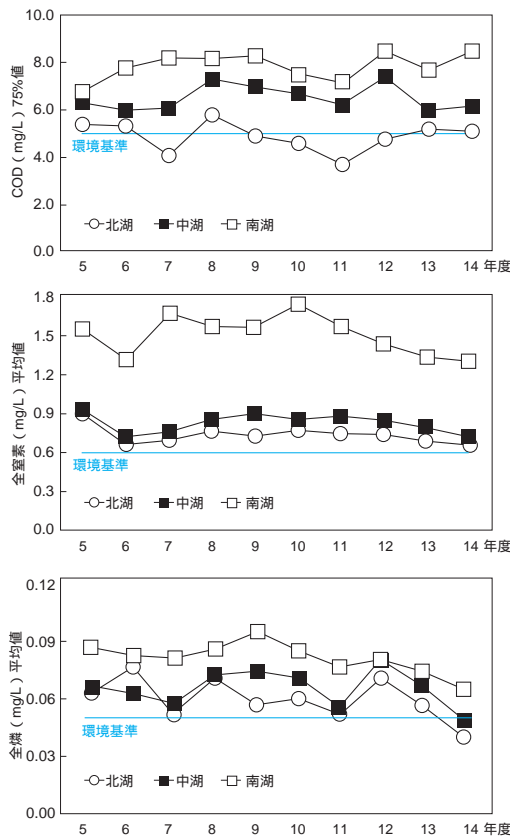 COD（mg/L）75%値
10.0
8.0
6.0
4.0
2.0
0.0
環境基準
北湖 中湖 南湖
5 6 7 8 9 10 11 12 13 14 年度
全窒素（mg/L）平均値
1.8
1.5
1.2
0.9
0.6
0.3
0.0
環境基準
北湖 中湖 南湖
5 6 7 8 9 10 11 12 13 14 年度
全燐（mg/L）平均値
0.12
0.09
0.06
0.03
0.00
環境基準
北湖 中湖 南湖
5 6 7 8 9 10 11 12 13 14 年度